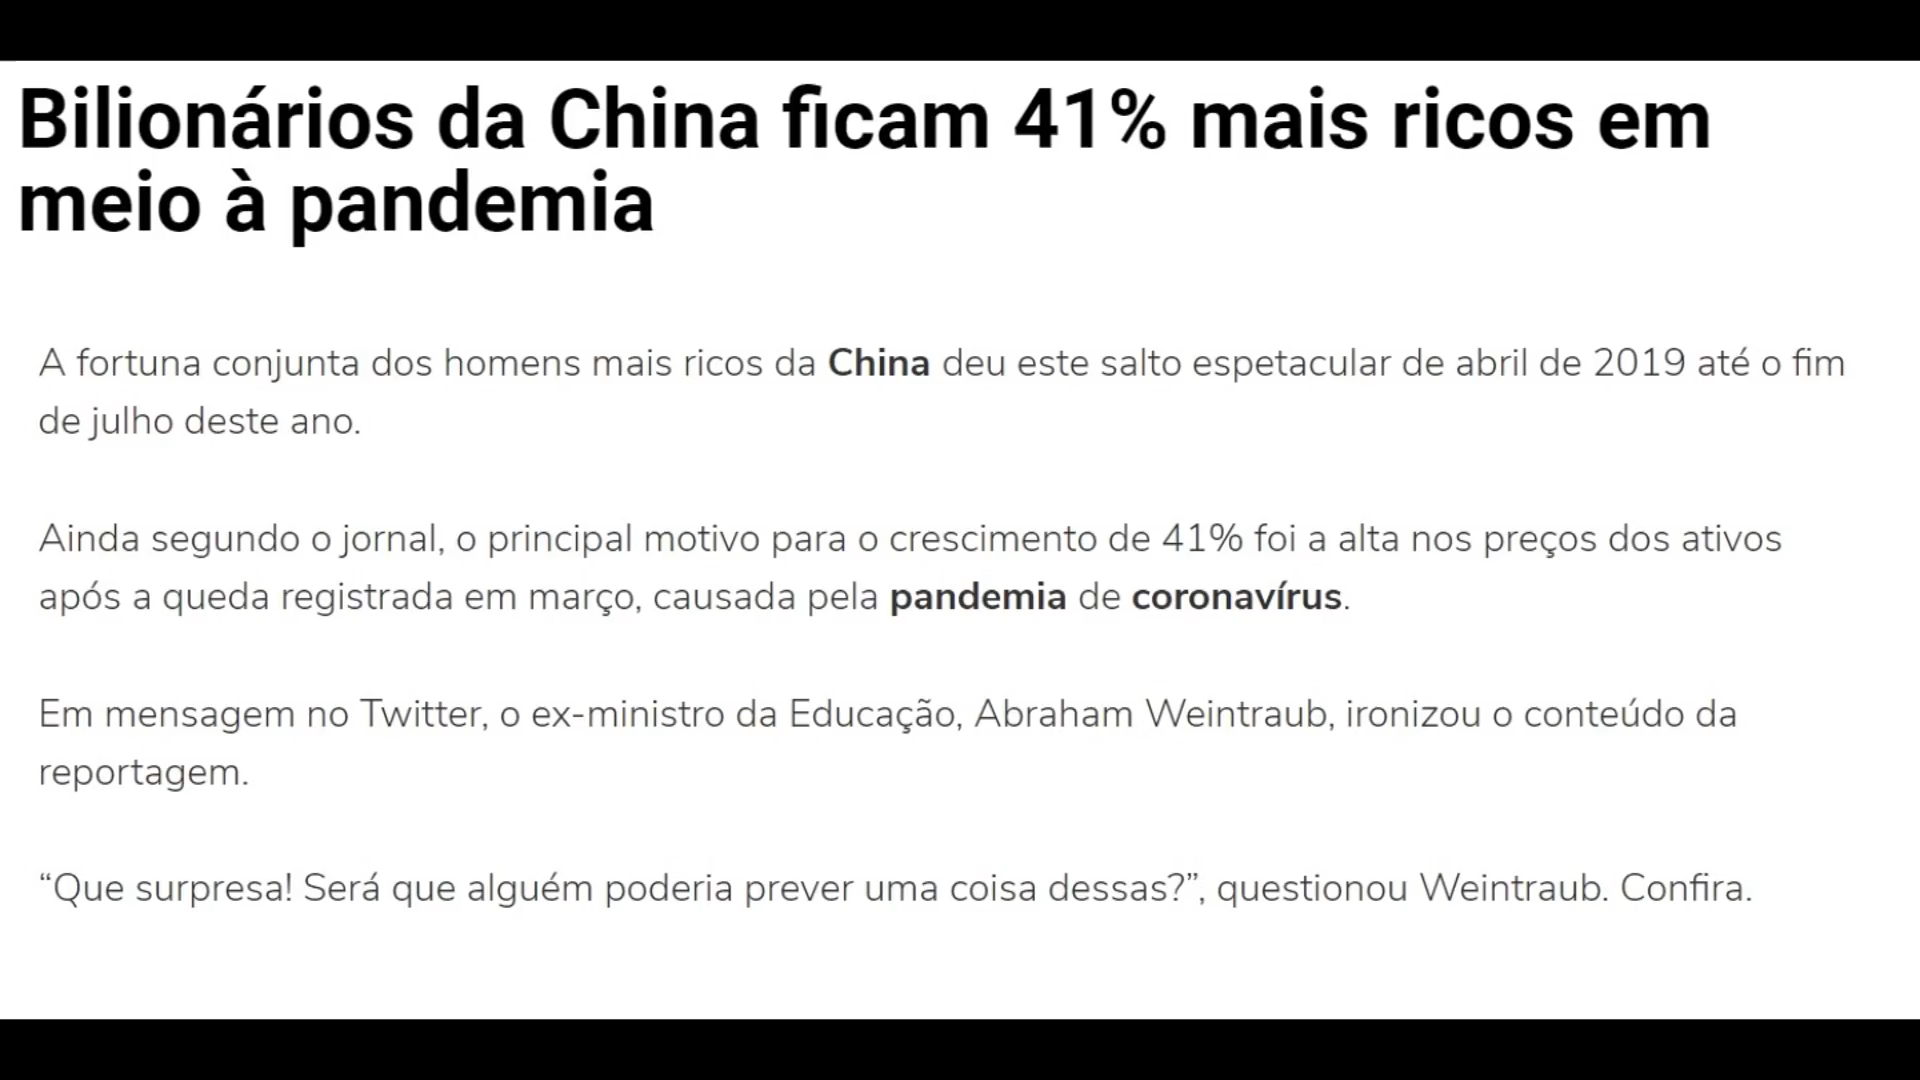 Bilionários da China ficam 41% mais ricos em
meio à pandemia
A fortuna conjunta dos homens mais ricos da China deu este salto espetacular de abril de 2019 até o fim
de julho deste ano.
Ainda segundo o jornal, o principal motivo para o crescimento de 41% foi a alta nos preços dos ativos
após a queda registrada em março, causada pela pandemia de coronavírus.
Em mensagem no Twitter, o ex-ministro da Educação, Abraham Weintraub, ironizou o conteúdo da
reportagem.
“Que surpresa! Será que alguém poderia prever uma coisa dessas?”, questionou Weintraub. Confira.